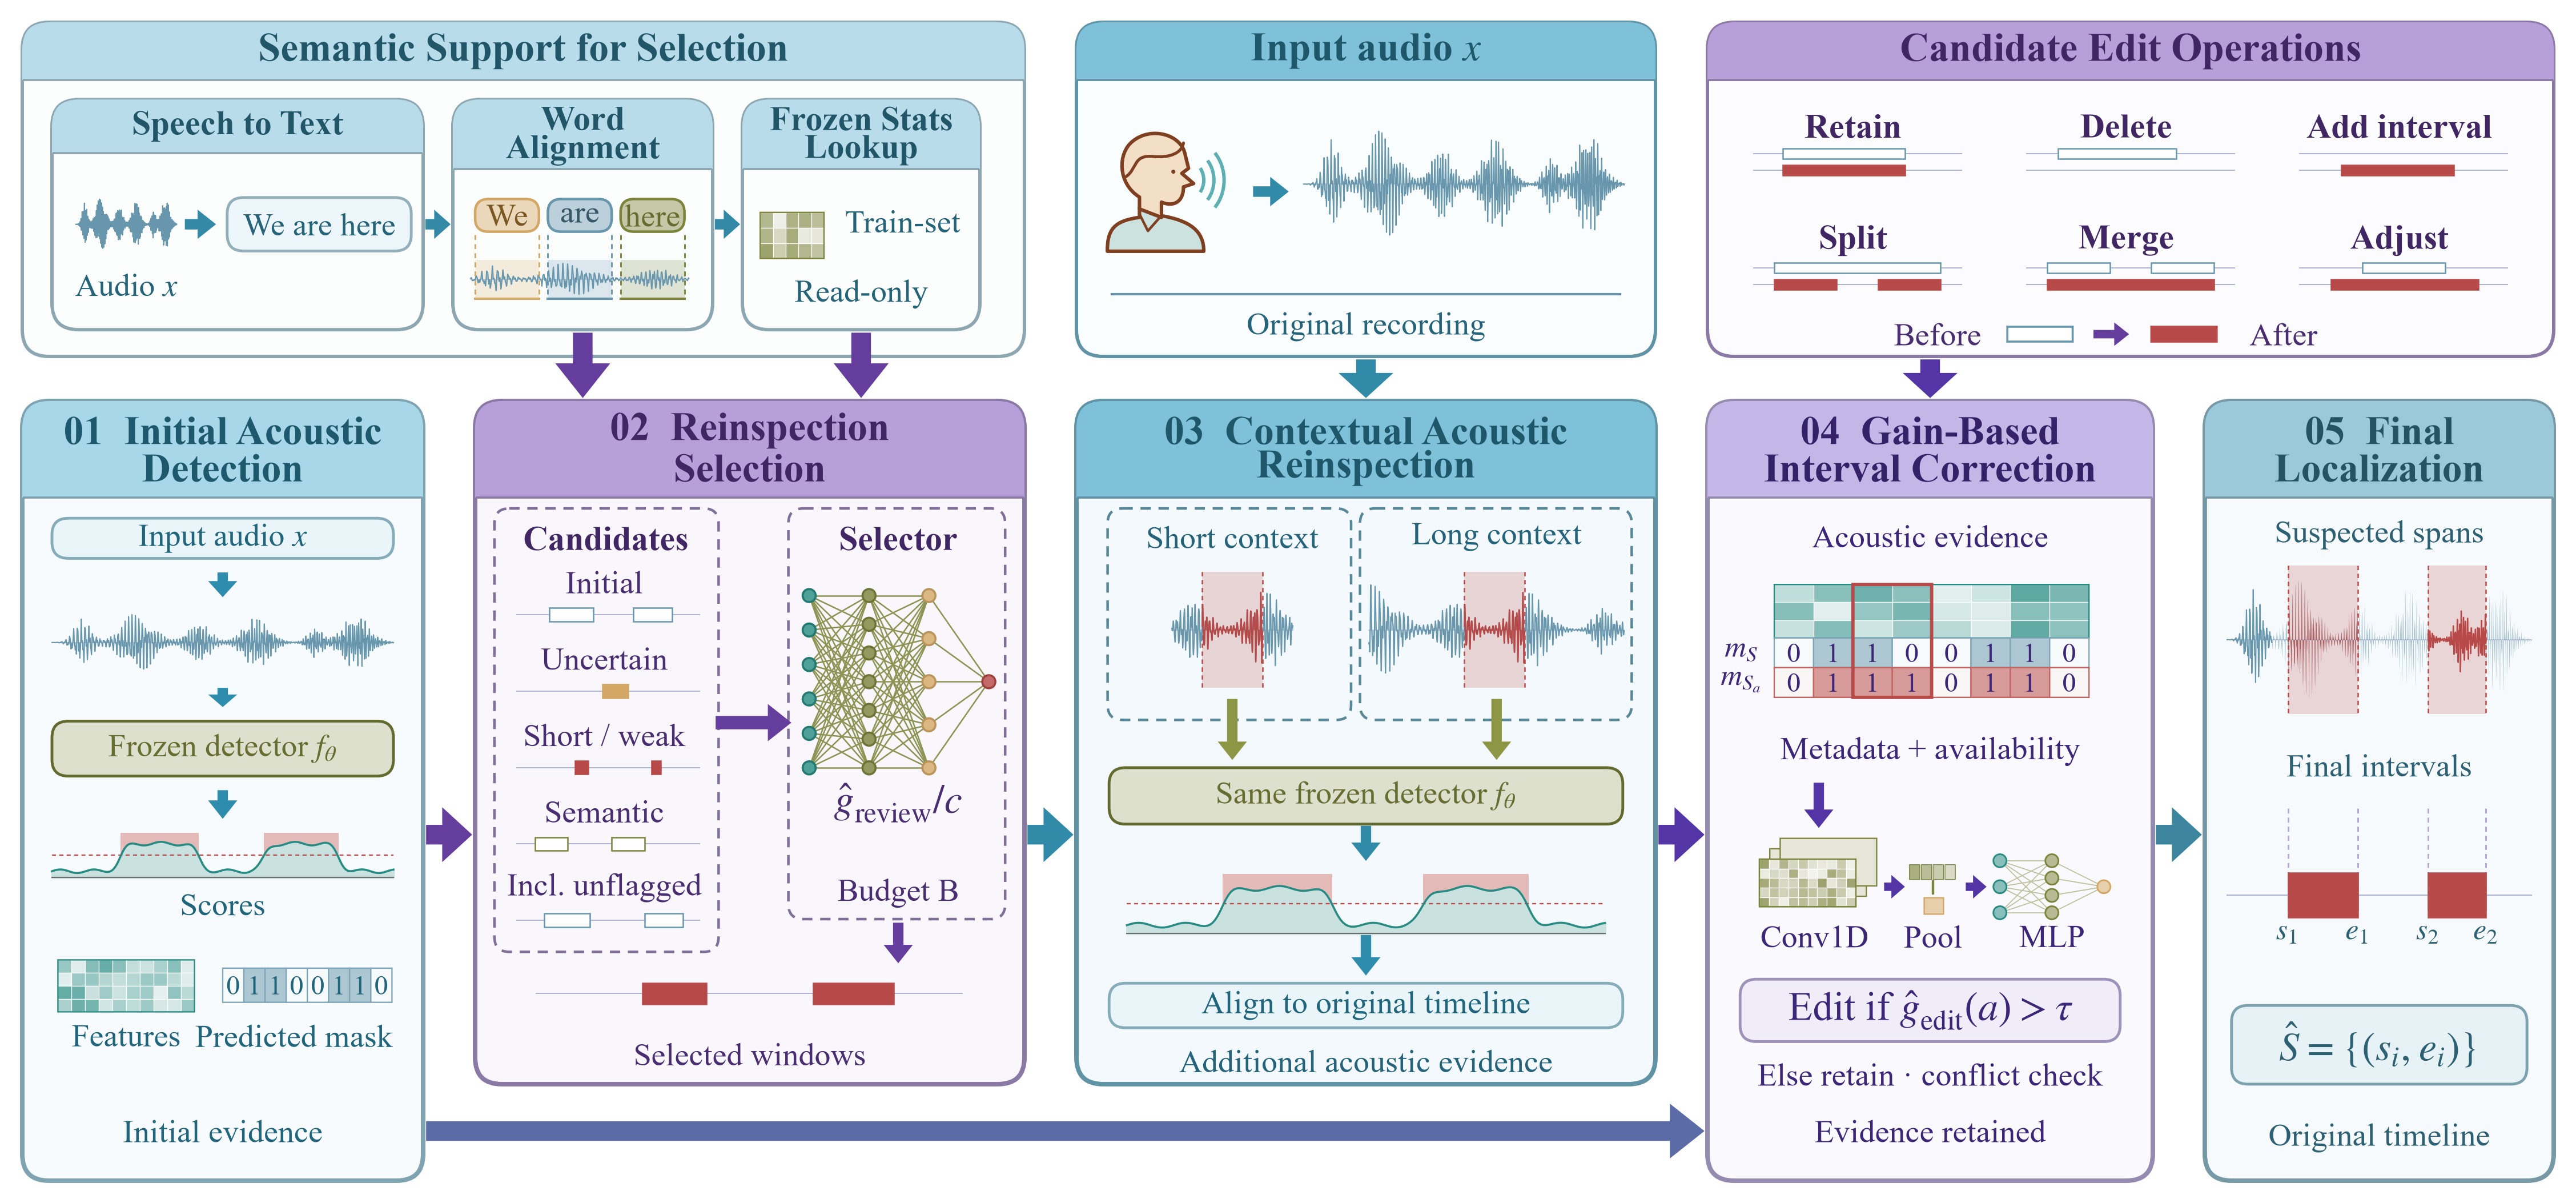 Semantic Support for Selection
Speech to Text
We are here
Audio x
Word
Alignment
We are here
Frozen Stats
Lookup
Train-set
Read-only
Input audio x
Original recording
Candidate Edit Operations
Retain
Delete
Add interval
Split
Merge
Adjust
Before
After
01 Initial Acoustic
Detection
Input audio x
Frozen detector fθ
Scores
0 1 1 0 0 1 1 0
Features
Predicted mask
Initial evidence
02 Reinspection
Selection
Candidates
Initial
Uncertain
Short / weak
Semantic
Incl. unflagged
Selector
ĝreview/c
Budget B
Selected windows
03 Contextual Acoustic
Reinspection
Short context
Long context
Same frozen detector fθ
Align to original timeline
Additional acoustic evidence
04 Gain-Based
Interval Correction
Acoustic evidence
mS 0 1 1 0 0 1 1 0
mSa 0 1 1 1 0 1 1 0
Metadata + availability
Conv1D
Pool
MLP
Edit if ĝedit(a) > τ
Else retain · conflict check
Evidence retained
05 Final
Localization
Suspected spans
Final intervals
s1 e1 s2 e2
Ŝ = {(si, ei)}
Original timeline